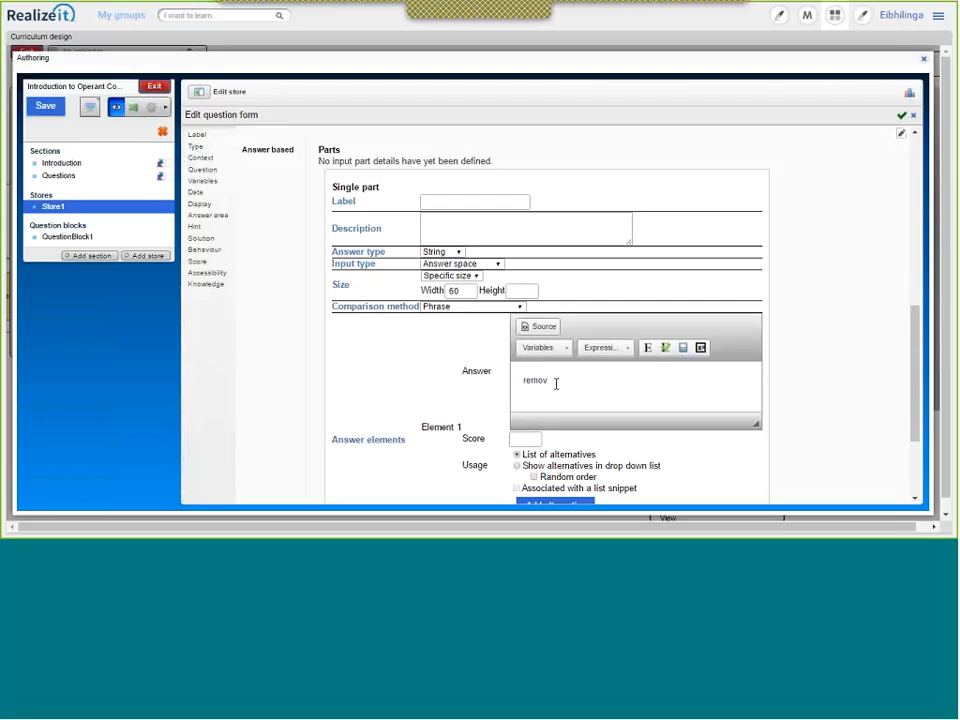 Realizeit
My groups
I want to learn...
M
Eibhilinga
Curriculum design
Authoring
Introduction to Operant Co...
Exit
Save
Sections
Introduction
Questions
Stores
Store1
Question blocks
QuestionBlock1
Add section
Add store
Edit store
Edit question form
Label
Type
Context
Question
Variables
Data
Display
Answer area
Hint
Solution
Behaviour
Score
Accessibility
Knowledge
Answer based
Parts
No input part details have yet been defined.
Single part
Label
Description
Answer type String
Input type Answer space
Size Specific size
Width 60 Height
Comparison method Phrase
Source
Variables Expressi... E
Answer
remov
Element 1
Answer elements
Score
Usage
List of alternatives
Show alternatives in drop down list
Random order
Associated with a list snippet
View